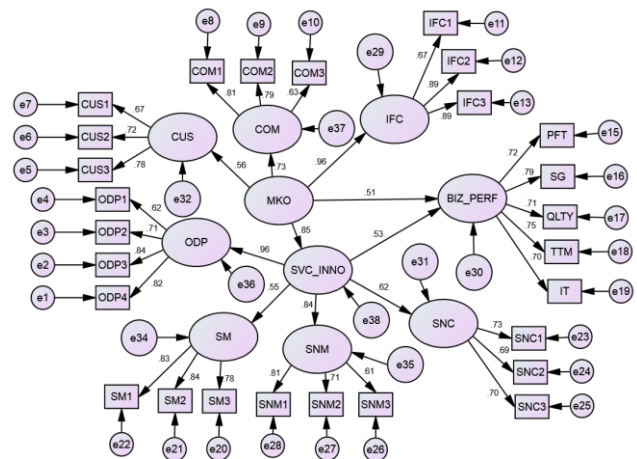 e8
e9
e10
IFC1
e11
e29
IFC2
e12
COM1
COM2
COM3
.67
.89
IFC3
e13
e7
CUS1
.81
.79
.63
IFC
.89
PFT
e15
.67
COM
e37
.72
e6
CUS2
.72
CUS
SG
e16
.79
e5
CUS3
.78
.73
.96
.56
BIZ_PERF
.71
QLTY
e17
e32
MKO
.51
.75
e4
ODP1
.62
TTM
e18
.70
e3
ODP2
.71
.85
.53
e30
IT
e19
ODP
.96
e2
ODP3
.84
SVC_INNO
e31
.82
e36
.62
e1
ODP4
.55
.84
e38
SNC
.73
SNC1
e23
e34
SM
SNM
e35
.69
SNC2
e24
.83
.84
.78
.81
.71
.61
.70
SNC3
e25
SM1
SM2
SM3
SNM1
SNM2
SNM3
e22
e21
e20
e28
e27
e26